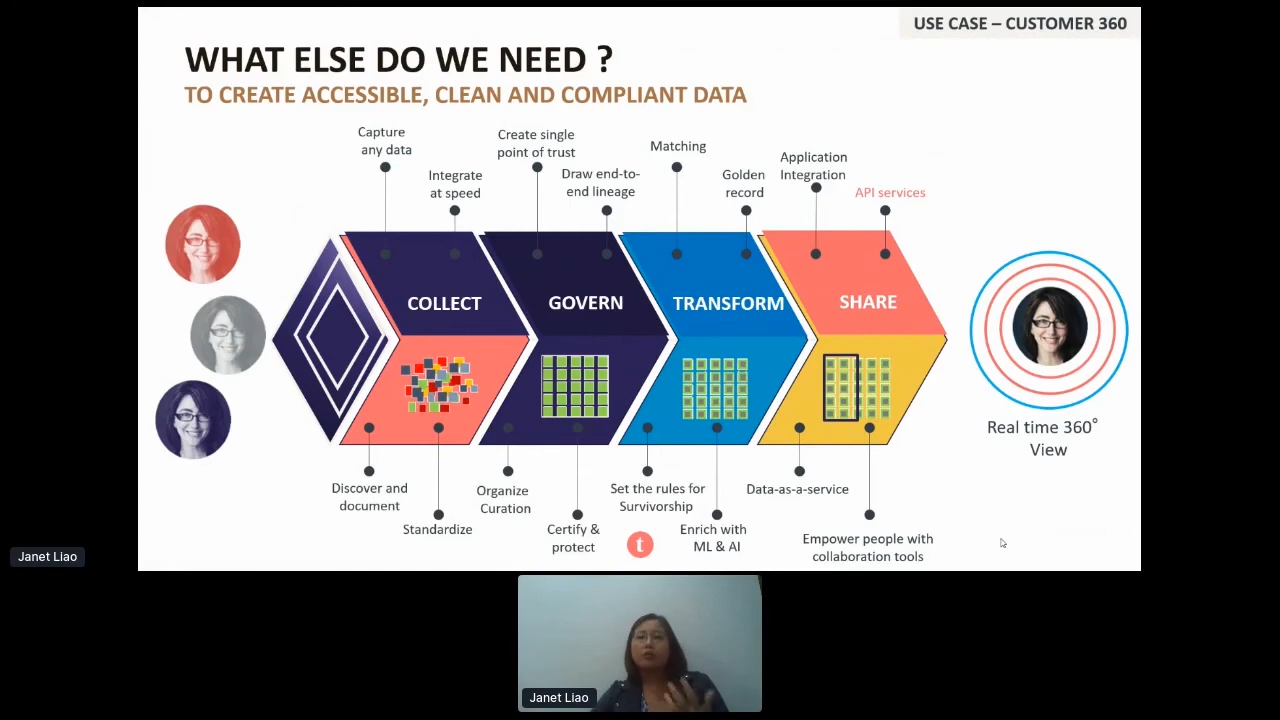 USE CASE – CUSTOMER 360
WHAT ELSE DO WE NEED ?
TO CREATE ACCESSIBLE, CLEAN AND COMPLIANT DATA
Capture
any data
Integrate
at speed
Create single
point of trust
Draw end-to-
end lineage
Matching
Golden
record
Application
Integration
API services
COLLECT
GOVERN
TRANSFORM
SHARE
Real time 360°
View
Discover and
document
Standardize
Organize
Curation
Certify &
protect
Set the rules for
Survivorship
Enrich with
ML & AI
Data-as-a-service
Empower people with
collaboration tools
t
Janet Liao
Janet Liao